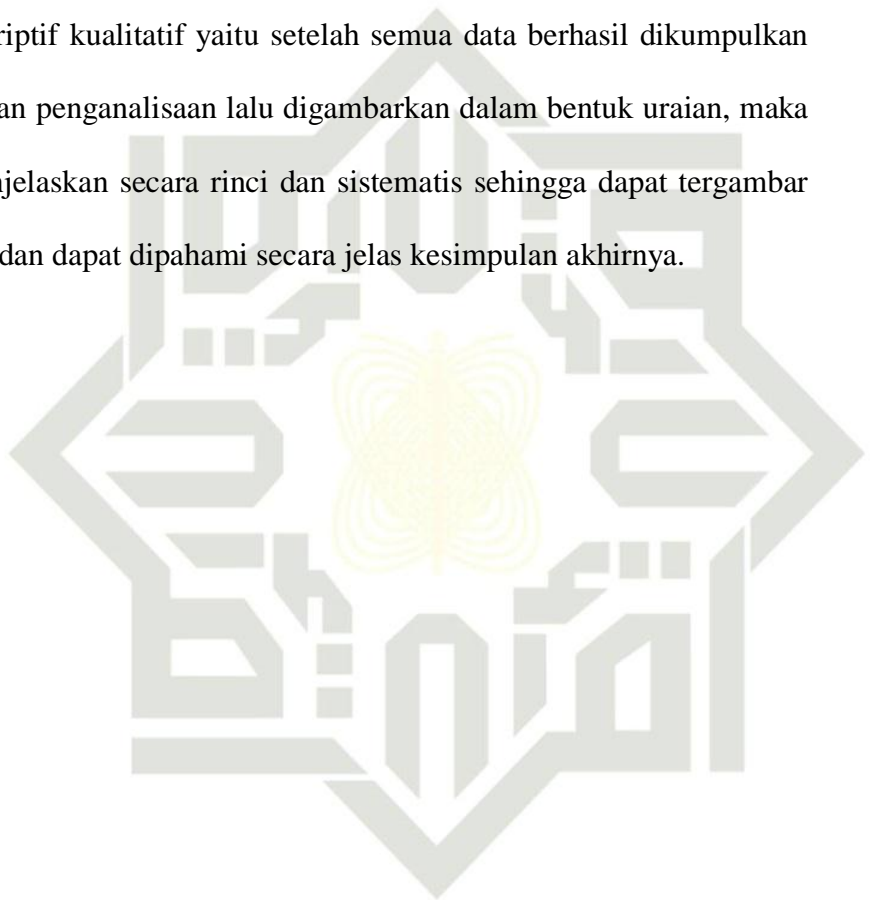 riptif kualitatif yaitu setelah semua data berhasil dikumpulkan
an penganalisaan lalu digambarkan dalam bentuk uraian, maka
njelaskan secara rinci dan sistematis sehingga dapat tergambar
dan dapat dipahami secara jelas kesimpulan akhirnya.